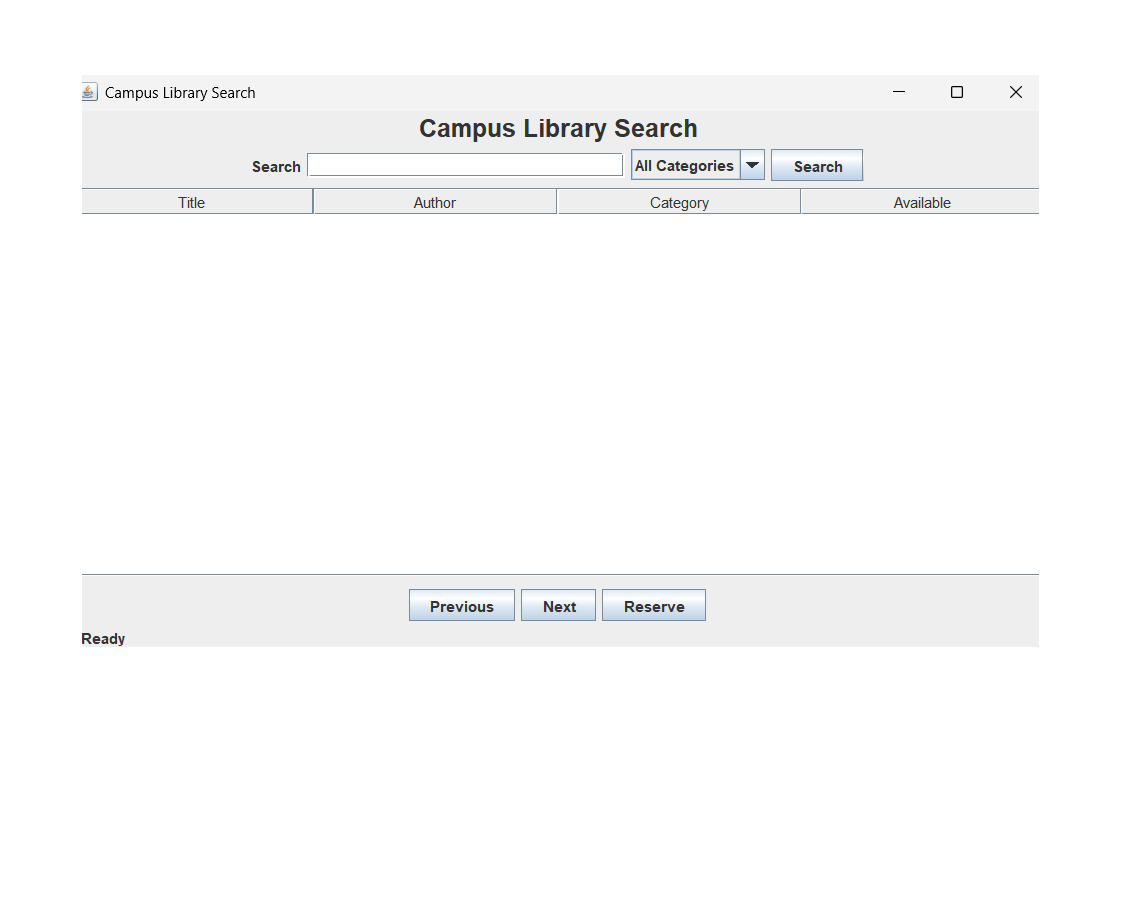 Campus Library Search
Campus Library Search
Search All Categories Search
Title Author Category Available
Previous Next Reserve
Ready